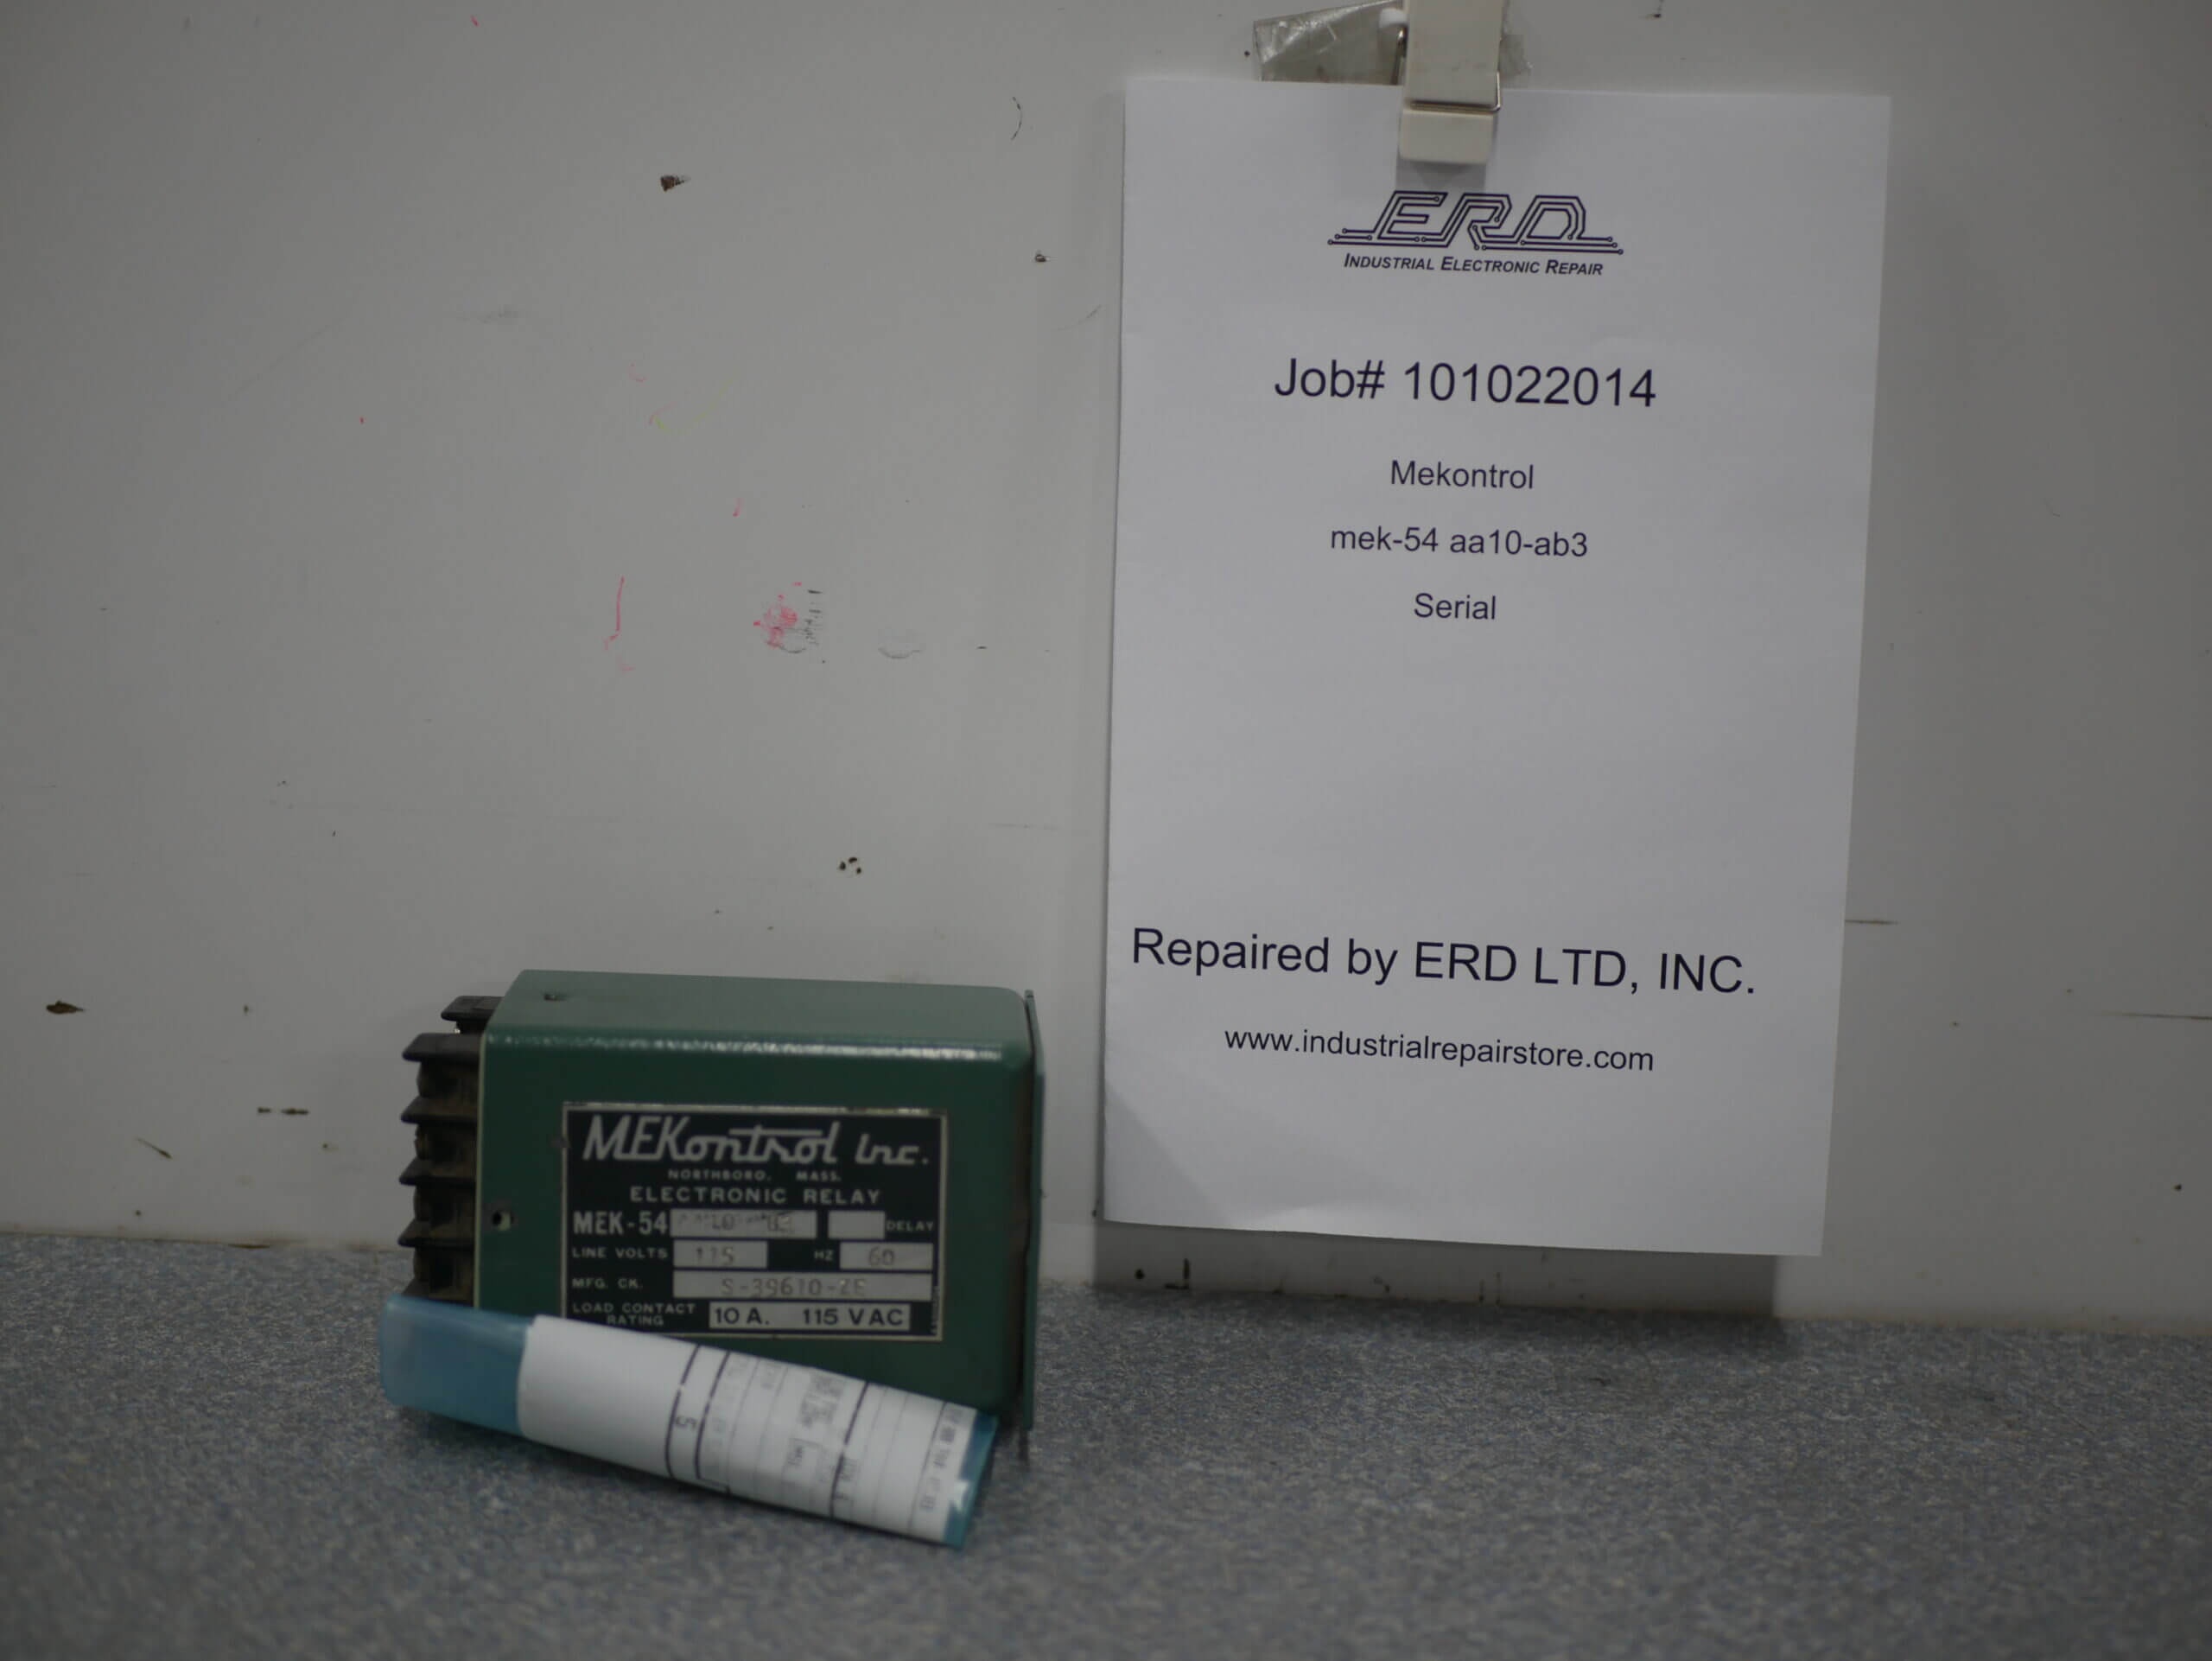 ERD
INDUSTRIAL ELECTRONIC REPAIR
Job# 101022014
Mekontrol
mek-54 aa10-ab3
Serial
Repaired by ERD LTD, INC.
www.industrialrepairstore.com
MEKontrol Inc.
NORTHBORO, MASS.
ELECTRONIC RELAY
MEK-54 DELAY
LINE VOLTS 115 HZ 60
MFG. CK.
LOAD CONTACT RATING 10 A. 115 VAC